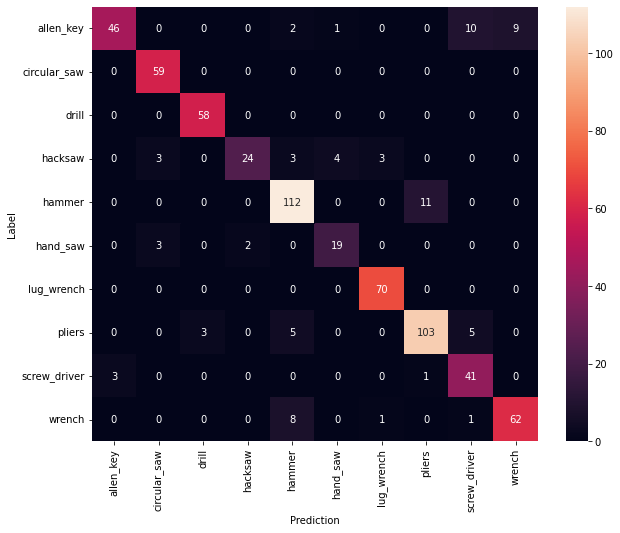 allen_key 46 0 0 0 2 1 0 0 10 9
circular_saw 0 59 0 0 0 0 0 0 0 0
drill 0 0 58 0 0 0 0 0 0 0
hacksaw 0 3 0 24 3 4 3 0 0 0
hammer 0 0 0 0 112 0 0 11 0 0
hand_saw 0 3 0 2 0 19 0 0 0 0
lug_wrench 0 0 0 0 0 0 70 0 0 0
pliers 0 0 3 0 5 0 0 103 5 0
screw_driver 3 0 0 0 0 0 0 1 41 0
wrench 0 0 0 0 8 0 1 0 1 62
Label
allen_key circular_saw drill hacksaw hammer hand_saw lug_wrench pliers screw_driver wrench
Prediction
100
80
60
40
20
0